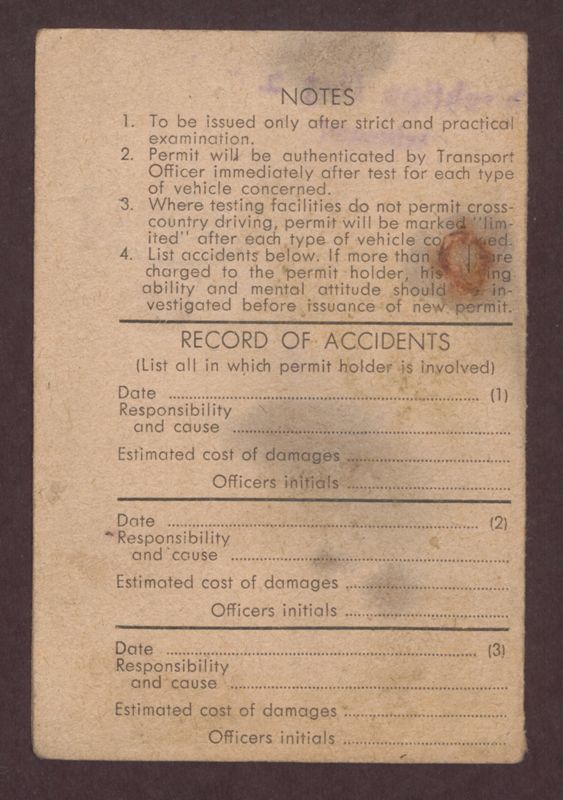 NOTES
1. To be issued only after strict and practical
examination.
2. Permit will be authenticated by Transport
Officer immediately after test for each type
of vehicle concerned.
3. Where testing facilities do not permit cross-
country driving, permit will be marked "lim-
ited" after each type of vehicle concerned.
4. List accidents below. If more than are
charged to the permit holder, his
ability and mental attitude should be in-
vestigated before issuance of new permit.
RECORD OF ACCIDENTS
(List all in which permit holder is involved)
Date (1)
Responsibility
and cause
Estimated cost of damages
Officers initials
Date (2)
Responsibility
and cause
Estimated cost of damages
Officers initials
Date (3)
Responsibility
and cause
Estimated cost of damages
Officers initials